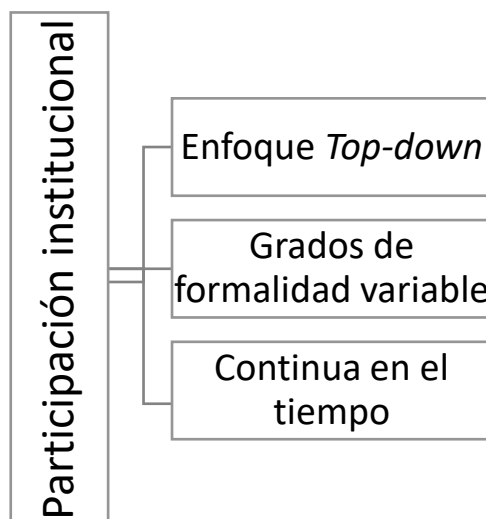 Participación institucional
Enfoque Top-down
Grados de
formalidad variable
Continua en el
tiempo